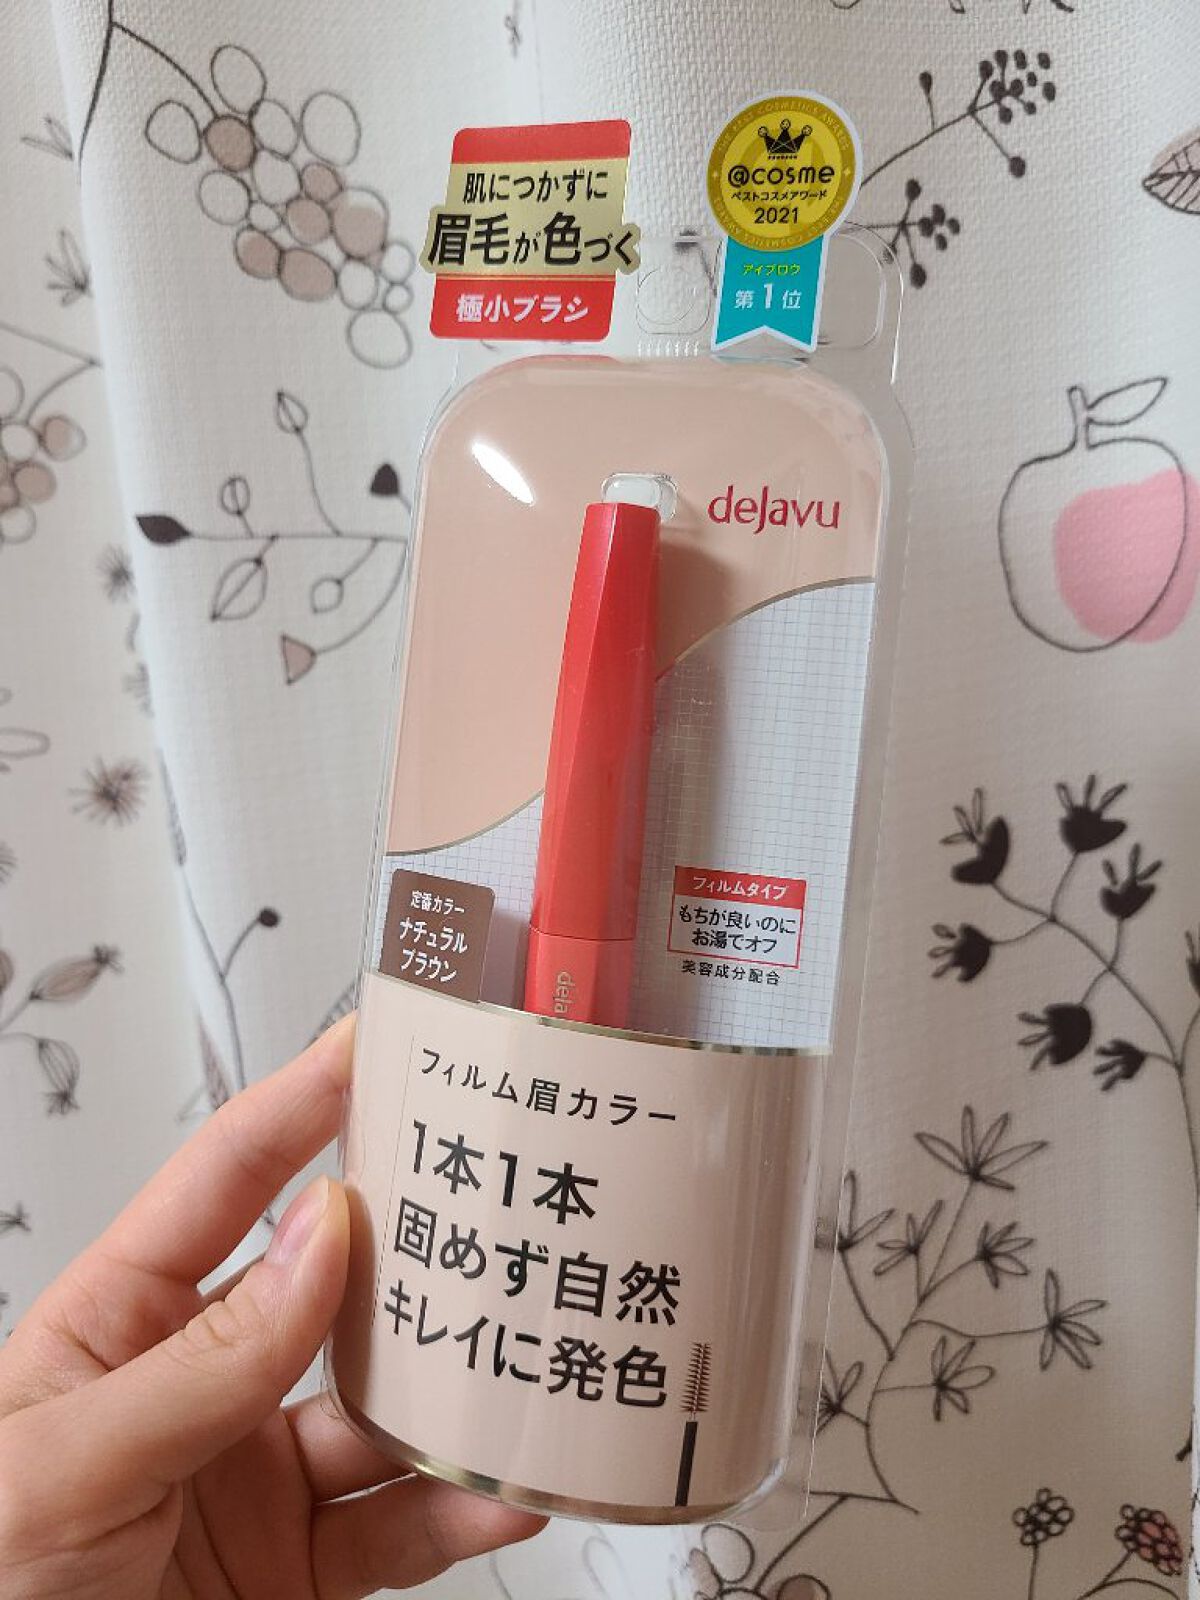 肌につかずに
眉毛が色づく
極小ブラシ
THE BEST COSMETICS AWARDS
@cosme
ベストコスメアワード
2021
アイブロウ
第1位
dejavu
フィルムタイプ
もちが良いのに
お湯でオフ
美容成分配合
定番カラー
ナチュラル
ブラウン
deja
フィルム眉カラー
1本1本
固めず自然
キレイに発色